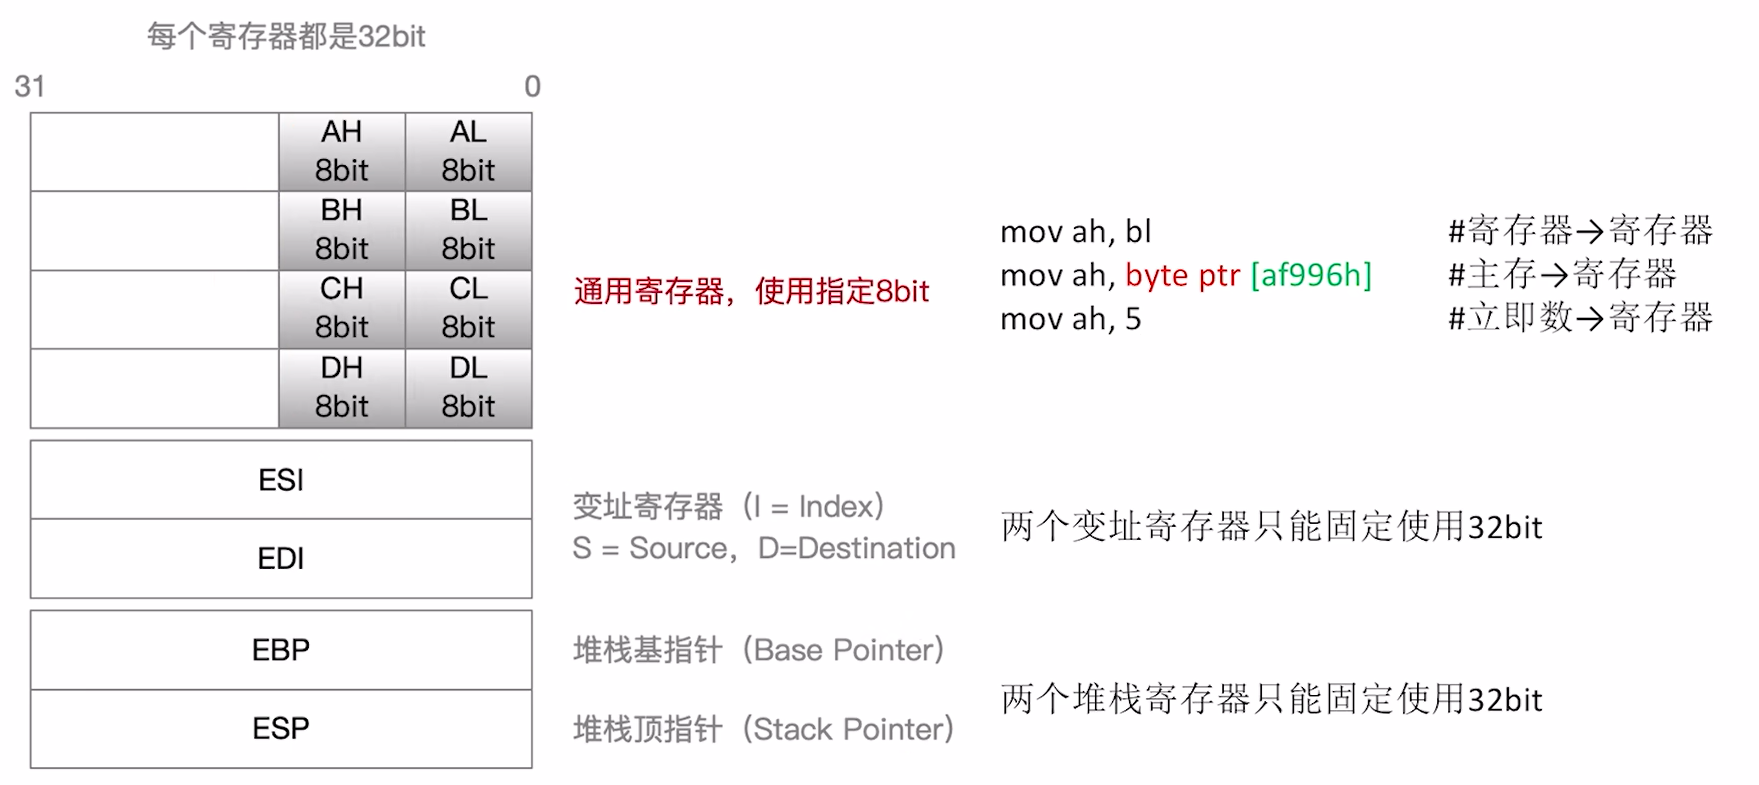 每个寄存器都是32bit
31 0
AH AL
8bit 8bit
BH BL
8bit 8bit
CH CL
8bit 8bit
DH DL
8bit 8bit
通用寄存器，使用指定8bit
mov ah, bl #寄存器→寄存器
mov ah, byte ptr [af996h] #主存→寄存器
mov ah, 5 #立即数→寄存器
ESI
EDI
变址寄存器（I = Index）
S = Source，D=Destination
两个变址寄存器只能固定使用32bit
EBP
堆栈基指针（Base Pointer）
ESP
堆栈顶指针（Stack Pointer）
两个堆栈寄存器只能固定使用32bit